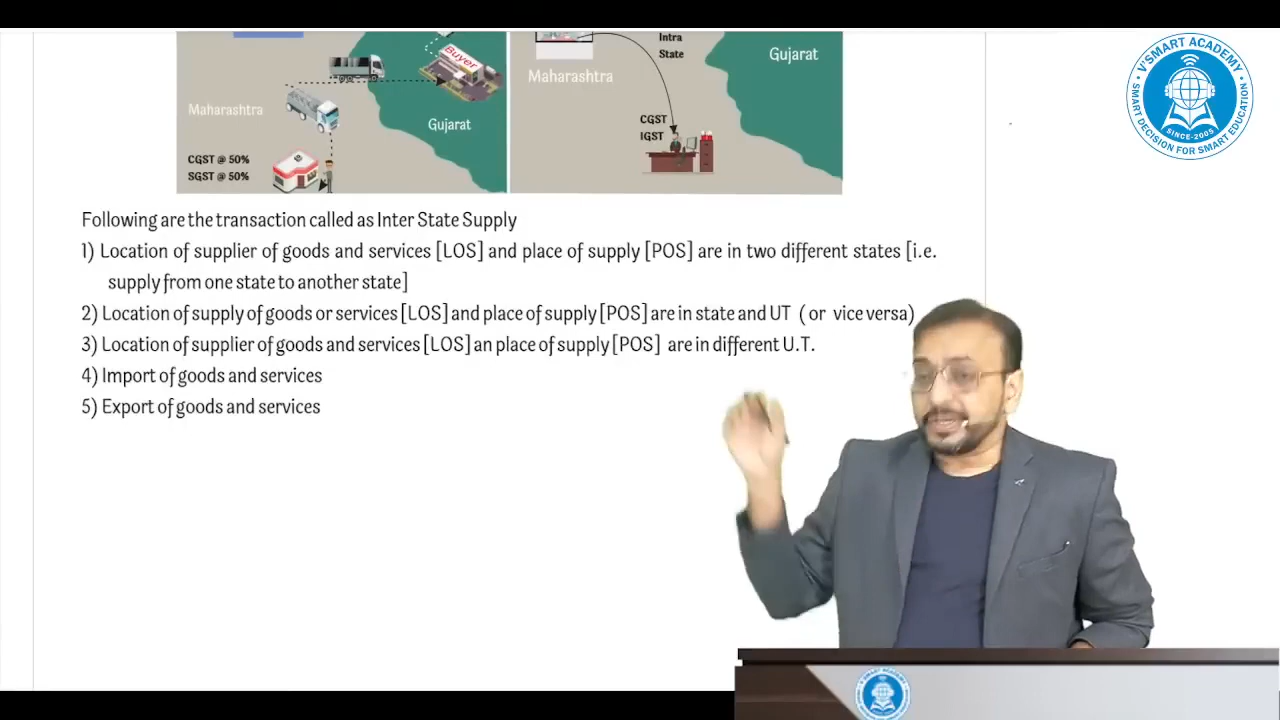 Buyer
Maharashtra
Gujarat
CGST @ 50%
SGST @ 50%
Intra
State
Maharashtra
Gujarat
CGST
IGST
V'SMART ACADEMY
SMART DECISION FOR SMART EDUCATION
SINCE-2005
Following are the transaction called as Inter State Supply
1) Location of supplier of goods and services [LOS] and place of supply [POS] are in two different states [i.e.
supply from one state to another state]
2) Location of supply of goods or services [LOS] and place of supply [POS] are in state and UT ( or vice versa)
3) Location of supplier of goods and services [LOS] an place of supply [POS] are in different U.T.
4) Import of goods and services
5) Export of goods and services